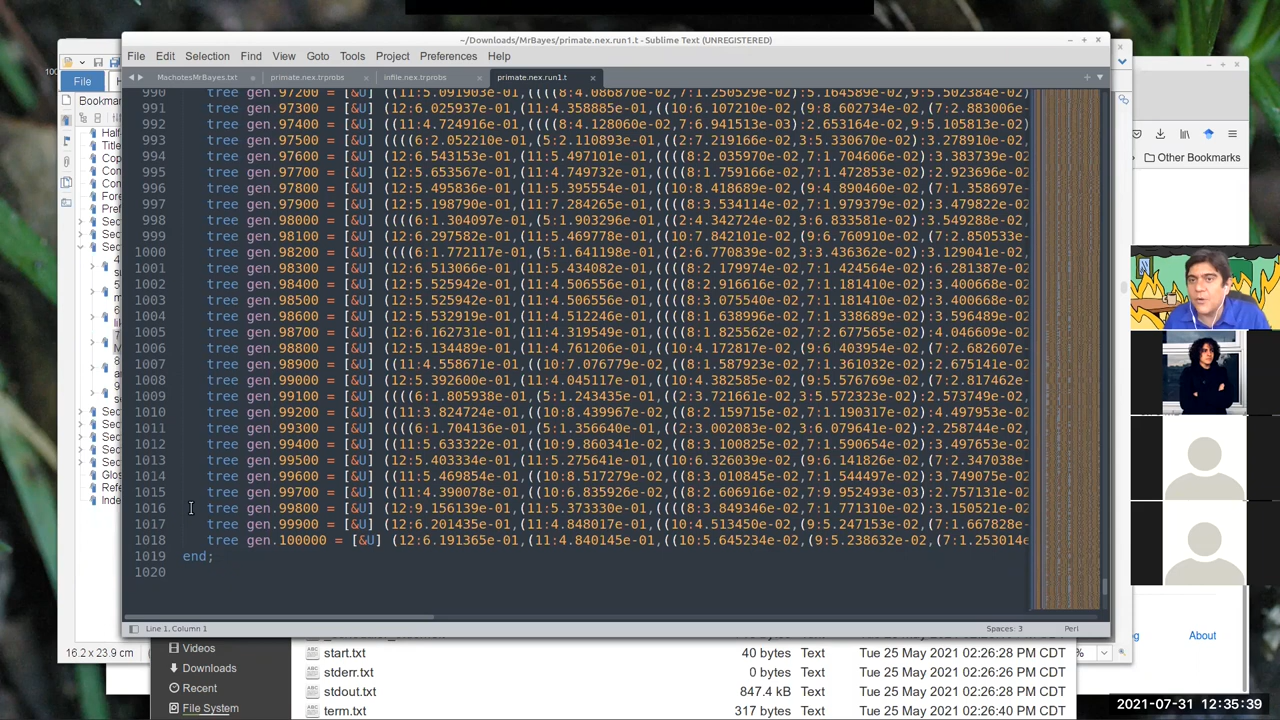 ~/Downloads/MrBayes/primate.nex.run1.t - Sublime Text (UNREGISTERED)
File Edit Selection Find View Goto Tools Project Preferences Help
MachotesMrBayes.txt primate.nex.trprobs infile.nex.trprobs primate.nex.run1.t
990 tree gen.97200 = [&U] ((11:5.091903e-01,((((8:4.086870e-02,7:1.250529e-02):5.164589e-02,9:5.502384e-02)
991 tree gen.97300 = [&U] ((12:6.025937e-01,(11:4.358885e-01,((10:6.107210e-02,(9:8.602734e-02,(7:2.883006e-
992 tree gen.97400 = [&U] ((11:4.724916e-01,((((8:4.128060e-02,7:6.941513e-03):2.653164e-02,9:5.105813e-02)
993 tree gen.97500 = [&U] ((((6:2.052210e-01,(5:2.110893e-01,((2:7.219166e-02,3:5.330670e-02):3.278910e-02,
994 tree gen.97600 = [&U] (12:6.543153e-01,(11:5.497101e-01,((((8:2.035970e-02,7:1.704606e-02):3.383739e-02
995 tree gen.97700 = [&U] (12:5.653567e-01,(11:4.749732e-01,((((8:1.759166e-02,7:1.472853e-02):2.923696e-02
996 tree gen.97800 = [&U] (12:5.495836e-01,(11:5.395554e-01,((10:8.418689e-02,(9:4.890460e-02,(7:1.358697e-
997 tree gen.97900 = [&U] (12:5.198790e-01,(11:7.284265e-01,((((8:3.534114e-02,7:1.979379e-02):3.479822e-02
998 tree gen.98000 = [&U] ((((6:1.304097e-01,(5:1.903296e-01,((2:4.342724e-02,3:6.833581e-02):3.549288e-02,
999 tree gen.98100 = [&U] (12:6.297582e-01,(11:5.469778e-01,((10:7.842101e-02,(9:6.760910e-02,(7:2.850533e-
1000 tree gen.98200 = [&U] ((((6:1.772117e-01,(5:1.641198e-01,((2:6.770839e-02,3:3.436362e-02):3.129041e-02,
1001 tree gen.98300 = [&U] (12:6.513066e-01,(11:5.434082e-01,((((8:2.179974e-02,7:1.424564e-02):6.281387e-02
1002 tree gen.98400 = [&U] (12:5.525942e-01,(11:4.506556e-01,((((8:2.916616e-02,7:1.181410e-02):3.400668e-02
1003 tree gen.98500 = [&U] (12:5.525942e-01,(11:4.506556e-01,((((8:3.075540e-02,7:1.181410e-02):3.400668e-02
1004 tree gen.98600 = [&U] (12:5.532919e-01,(11:4.512246e-01,((((8:1.638996e-02,7:1.338689e-02):3.596489e-02
1005 tree gen.98700 = [&U] (12:6.102731e-01,(11:4.319549e-01,((((8:1.825562e-02,7:2.677565e-02):4.046609e-02
1006 tree gen.98800 = [&U] (12:5.134489e-01,(11:4.761206e-01,((10:4.172817e-02,(9:6.403954e-02,(7:2.682607e-
1007 tree gen.98900 = [&U] (11:4.558671e-01,((10:7.076779e-02,(((8:1.587923e-02,7:1.361032e-02):2.675141e-02
1008 tree gen.99000 = [&U] (12:5.392600e-01,(11:4.045117e-01,((10:4.382585e-02,(9:5.576769e-02,(7:2.817462e-
1009 tree gen.99100 = [&U] ((((6:1.805938e-01,(5:1.243435e-01,((2:3.721661e-02,3:5.572323e-02):2.573749e-02,
1010 tree gen.99200 = [&U] (11:3.824724e-01,((10:8.439967e-02,(((8:2.159715e-02,7:1.190317e-02):4.497953e-02
1011 tree gen.99300 = [&U] ((((6:1.704156e-01,(5:1.356640e-01,((2:3.002083e-02,3:6.079641e-02):2.258744e-02,
1012 tree gen.99400 = [&U] (11:5.633322e-01,((10:9.860341e-02,(((8:3.100825e-02,7:1.590654e-02):3.497653e-02
1013 tree gen.99500 = [&U] (12:5.403334e-01,(11:5.275641e-01,((10:6.326039e-02,(9:6.141826e-02,(7:2.347038e-
1014 tree gen.99600 = [&U] (11:5.469854e-01,((10:8.517279e-02,(((8:3.010845e-02,7:1.544497e-02):3.749075e-02
1015 tree gen.99700 = [&U] ((11:4.390078e-01,((10:6.835926e-02,(((8:2.606916e-02,7:9.952493e-03):2.757131e-02
1016 tree gen.99800 = [&U] (12:9.156139e-01,(11:5.373330e-01,((((8:3.849346e-02,7:1.771310e-02):3.150521e-02
1017 tree gen.99900 = [&U] (12:6.201435e-01,(11:4.848017e-01,((10:4.513450e-02,(9:5.247153e-02,(7:1.667828e-
1018 tree gen.100000 = [&U] (12:6.191365e-01,(11:4.840145e-01,((10:5.645234e-02,(9:5.238632e-02,(7:1.253014e
1019 end;
1020
Line 1, Column 1 Spaces: 3 Perl
File
Bookmar
Half
Title
Cop
Con
Con
Fore
Pref
Sec
Sec
Sec
Sec
Sec
Glos
Refe
Inde
16.2 x 23.9 cm
Other Bookmarks
About
Videos
Downloads
Recent
File System
start.txt 40 bytes Text Tue 25 May 2021 02:26:28 PM CDT
stderr.txt 0 bytes Text Tue 25 May 2021 02:26:28 PM CDT
stdout.txt 847.4 kB Text Tue 25 May 2021 02:26:28 PM CDT
term.txt 317 bytes Text Tue 25 May 2021 02:26:40 PM CDT
2021-07-31 12:35:39